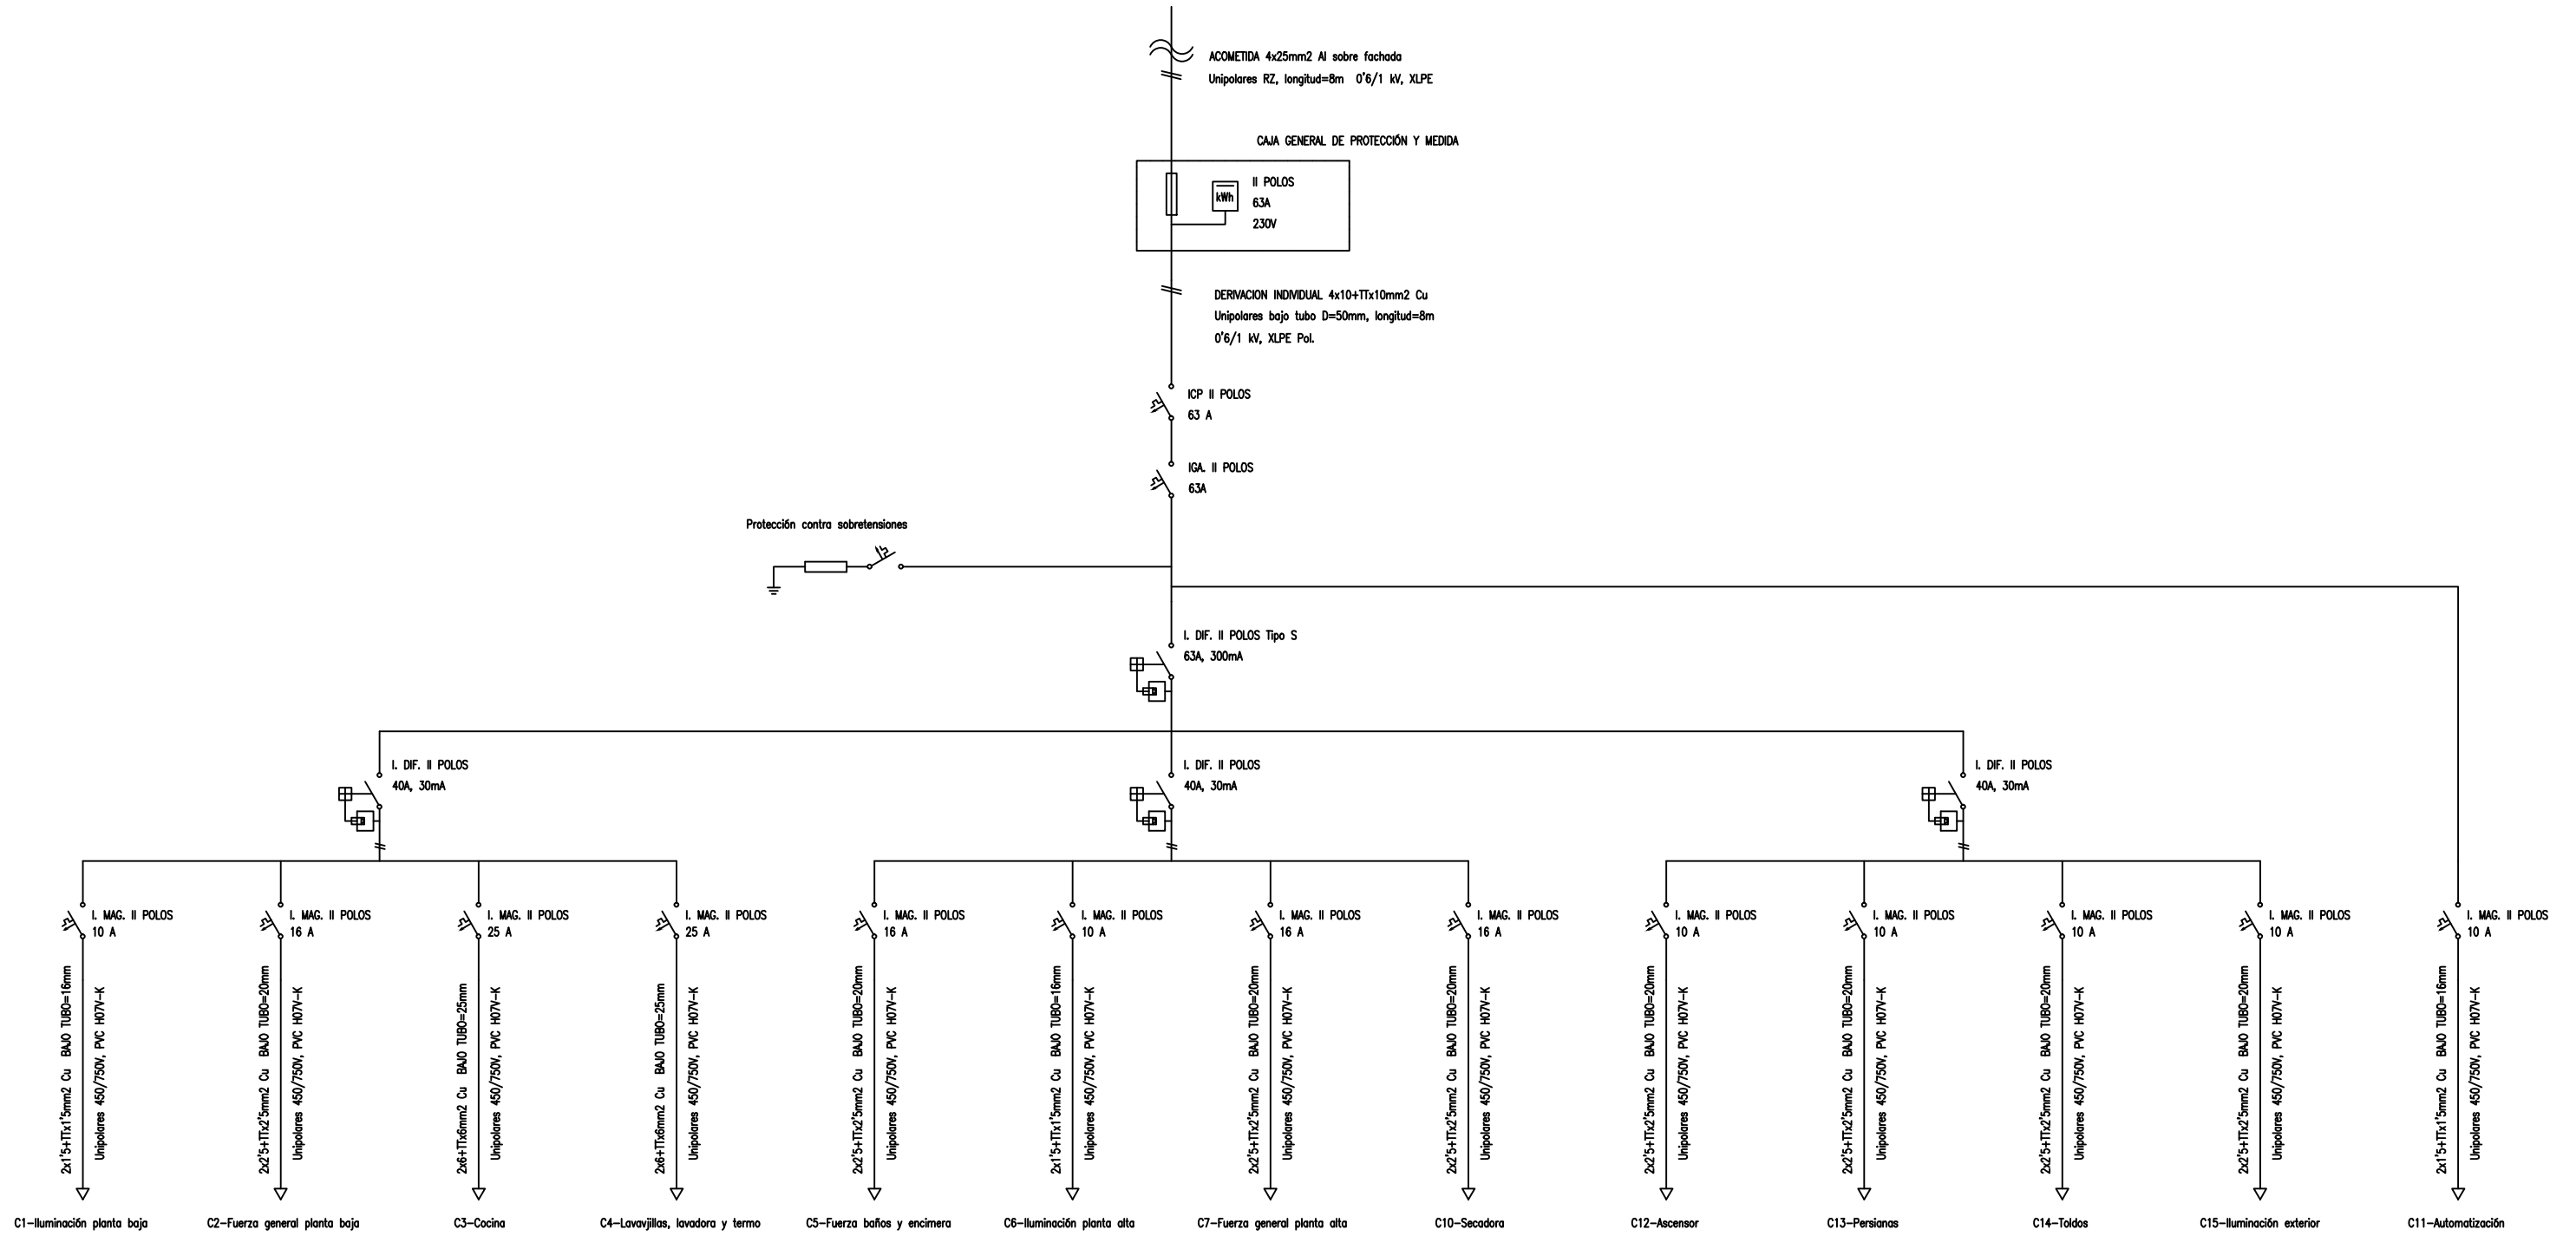 ACOMETIDA 4x25mm2 Al sobre fachada
Unipolares RZ, longitud=8m 0'6/1 kV, XLPE
CAJA GENERAL DE PROTECCIÓN Y MEDIDA
kWh
II POLOS
63A
230V
DERIVACION INDIVIDUAL 4x10+TTx10mm2 Cu
Unipolares bajo tubo D=50mm, longitud=8m
0'6/1 kV, XLPE Pol.
ICP II POLOS
63 A
IGA. II POLOS
63A
Protección contra sobretensiones
I. DIF. II POLOS Tipo S
63A, 300mA
I. DIF. II POLOS
40A, 30mA
I. DIF. II POLOS
40A, 30mA
I. DIF. II POLOS
40A, 30mA
I. MAG. II POLOS
10 A
2x1'5+TTx1'5mm2 Cu BAJO TUBO=16mm
Unipolares 450/750V, PVC H07V-K
C1-Iluminación planta baja
I. MAG. II POLOS
16 A
2x2'5+TTx2'5mm2 Cu BAJO TUBO=20mm
Unipolares 450/750V, PVC H07V-K
C2-Fuerza general planta baja
I. MAG. II POLOS
25 A
2x6+TTx6mm2 Cu BAJO TUBO=25mm
Unipolares 450/750V, PVC H07V-K
C3-Cocina
I. MAG. II POLOS
25 A
2x6+TTx6mm2 Cu BAJO TUBO=25mm
Unipolares 450/750V, PVC H07V-K
C4-Lavavjillas, lavadora y termo
I. MAG. II POLOS
16 A
2x2'5+TTx2'5mm2 Cu BAJO TUBO=20mm
Unipolares 450/750V, PVC H07V-K
C5-Fuerza baños y encimera
I. MAG. II POLOS
10 A
2x1'5+TTx1'5mm2 Cu BAJO TUBO=16mm
Unipolares 450/750V, PVC H07V-K
C6-Iluminación planta alta
I. MAG. II POLOS
16 A
2x2'5+TTx2'5mm2 Cu BAJO TUBO=20mm
Unipolares 450/750V, PVC H07V-K
C7-Fuerza general planta alta
I. MAG. II POLOS
16 A
2x2'5+TTx2'5mm2 Cu BAJO TUBO=20mm
Unipolares 450/750V, PVC H07V-K
C10-Secadora
I. MAG. II POLOS
10 A
2x2'5+TTx2'5mm2 Cu BAJO TUBO=20mm
Unipolares 450/750V, PVC H07V-K
C12-Ascensor
I. MAG. II POLOS
10 A
2x2'5+TTx2'5mm2 Cu BAJO TUBO=20mm
Unipolares 450/750V, PVC H07V-K
C13-Persianas
I. MAG. II POLOS
10 A
2x2'5+TTx2'5mm2 Cu BAJO TUBO=20mm
Unipolares 450/750V, PVC H07V-K
C14-Toldos
I. MAG. II POLOS
10 A
2x2'5+TTx2'5mm2 Cu BAJO TUBO=20mm
Unipolares 450/750V, PVC H07V-K
C15-Iluminación exterior
I. MAG. II POLOS
10 A
2x1'5+TTx1'5mm2 Cu BAJO TUBO=16mm
Unipolares 450/750V, PVC H07V-K
C11-Automatización